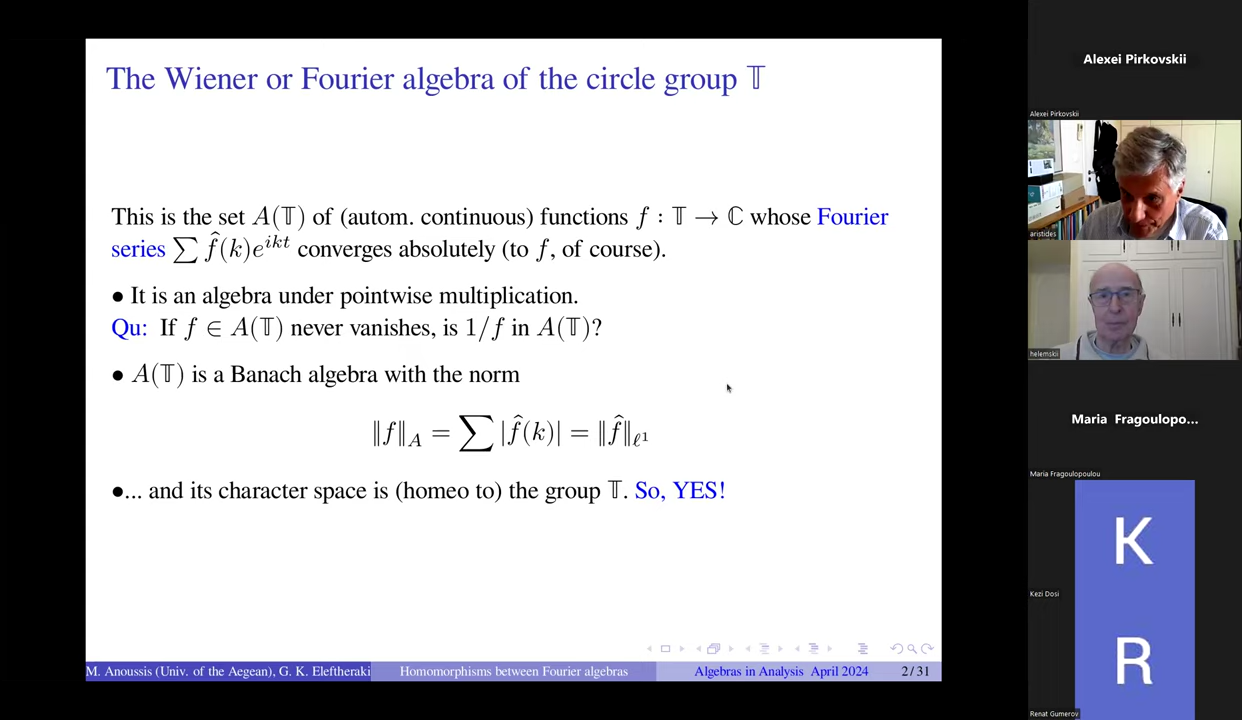 The Wiener or Fourier algebra of the circle group 𝕋
This is the set A(𝕋) of (autom. continuous) functions f : 𝕋 → ℂ whose Fourier
series ∑ f̂(k)e^{ikt} converges absolutely (to f, of course).
• It is an algebra under pointwise multiplication.
Qu: If f ∈ A(𝕋) never vanishes, is 1/f in A(𝕋)?
• A(𝕋) is a Banach algebra with the norm
‖f‖_A = ∑ |f̂(k)| = ‖f̂‖_{ℓ^1}
•... and its character space is (homeo to) the group 𝕋. So, YES!
M. Anoussis (Univ. of the Aegean), G. K. Eleftheraki
Homomorphisms between Fourier algebras
Algebras in Analysis April 2024
2 / 31
Alexei Pirkovskii
Alexei Pirkovskii
aristides
helemskii
Maria Fragoulopo...
Maria Fragoulopoulou
K
Kezi Dosi
R
Renat Gumerov